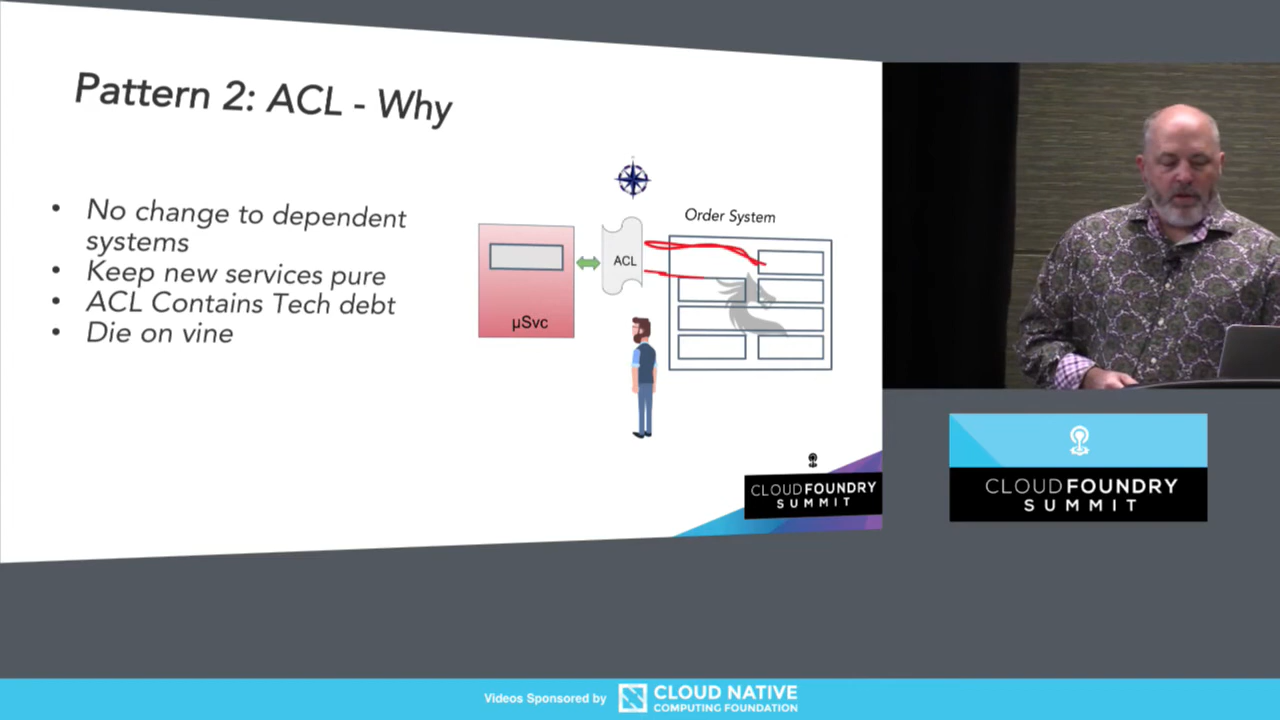 Pattern 2: ACL - Why
• No change to dependent
systems
• Keep new services pure
• ACL Contains Tech debt
• Die on vine
Order System
ACL
µSvc
CLOUDFOUNDRY
SUMMIT
CLOUDFOUNDRY
SUMMIT
Videos Sponsored by
CLOUD NATIVE
COMPUTING FOUNDATION